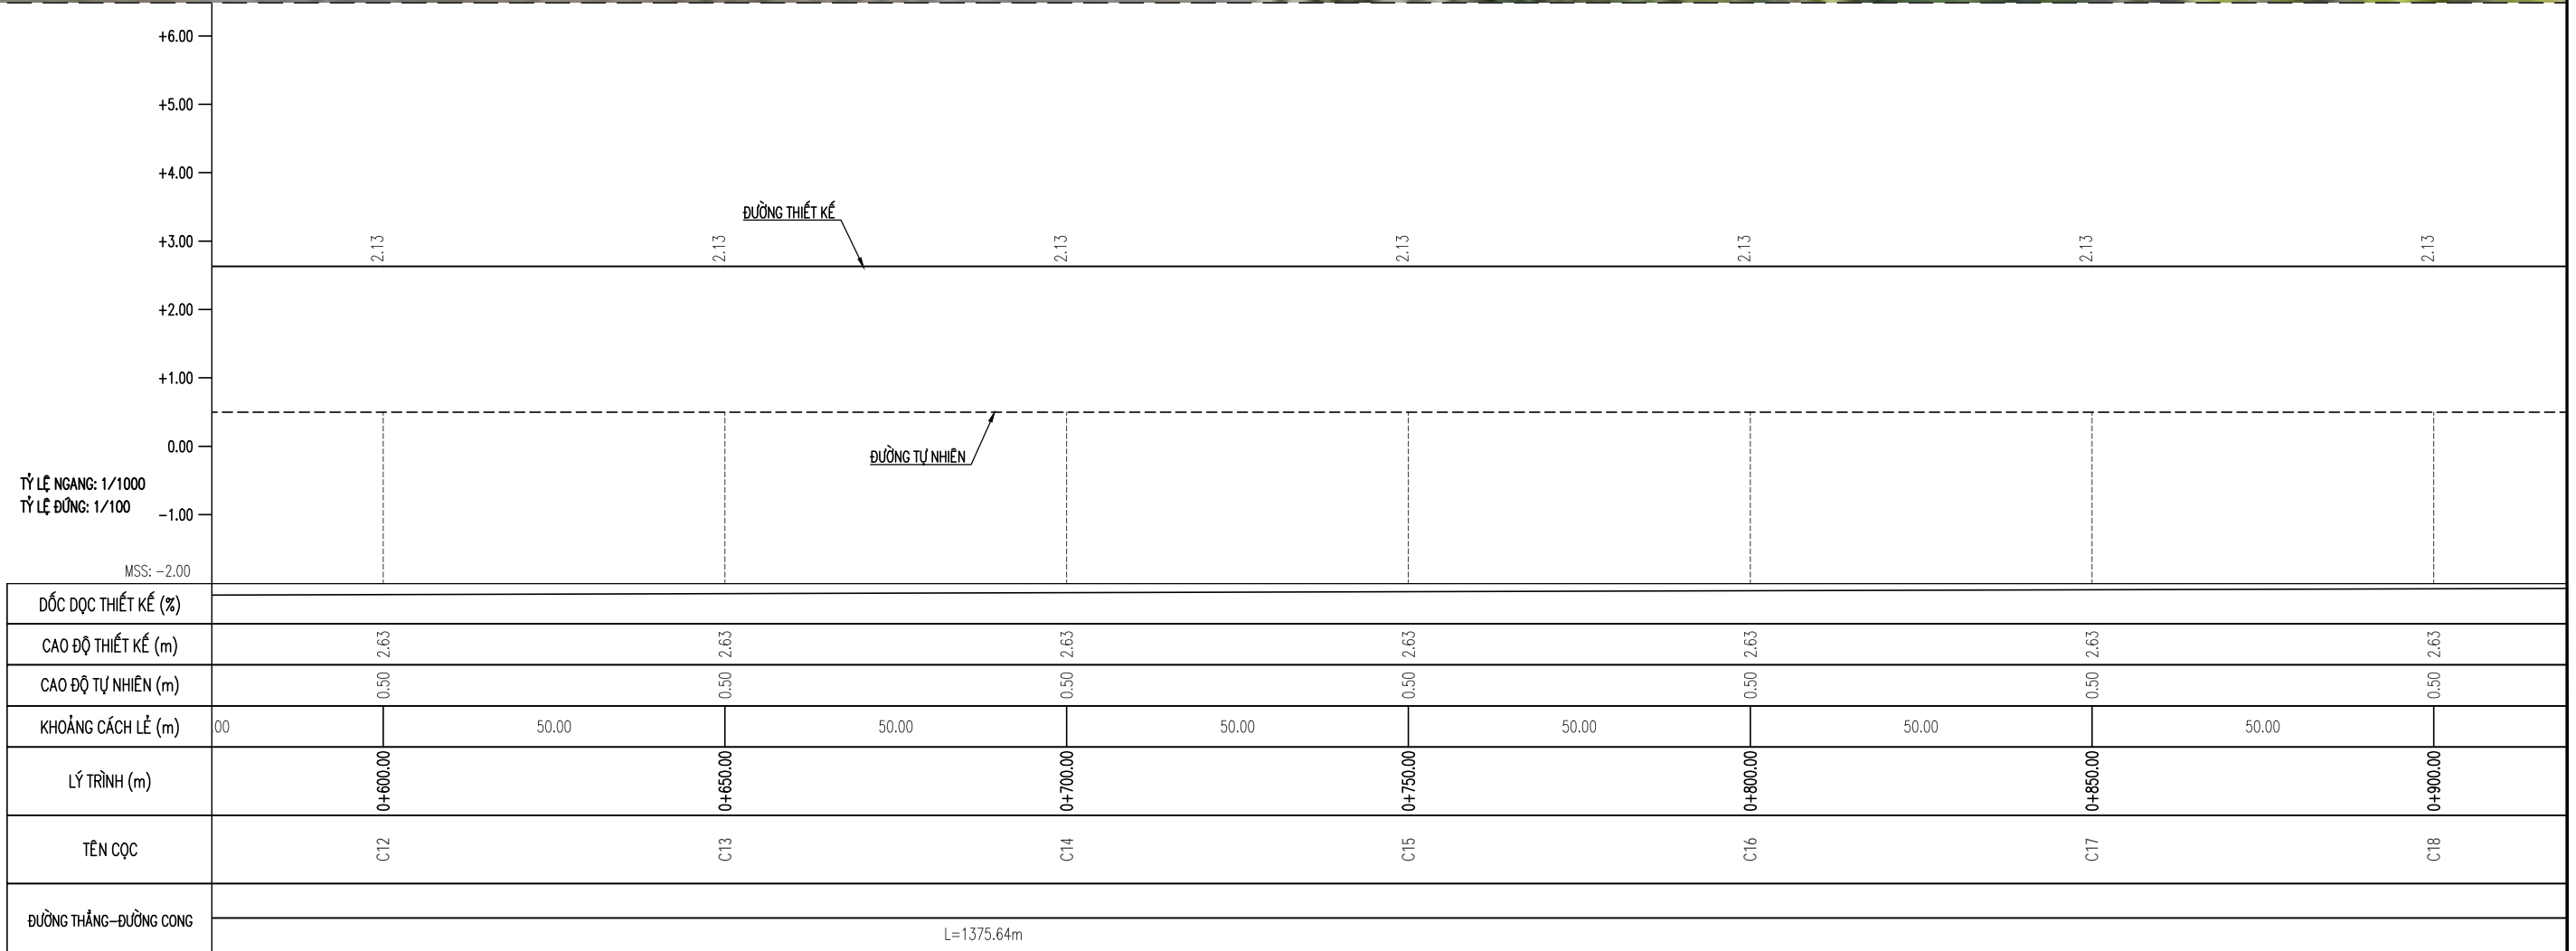 +6.00
+5.00
+4.00
ĐƯỜNG THIẾT KẾ
+3.00
2.13 2.13 2.13 2.13 2.13 2.13 2.13
+2.00
+1.00
0.00
ĐƯỜNG TỰ NHIÊN
TỶ LỆ NGANG: 1/1000
TỶ LỆ ĐỨNG: 1/100
-1.00
MSS: -2.00
DỐC DỌC THIẾT KẾ (%)
CAO ĐỘ THIẾT KẾ (m) 2.63 2.63 2.63 2.63 2.63 2.63 2.63
CAO ĐỘ TỰ NHIÊN (m) 0.50 0.50 0.50 0.50 0.50 0.50 0.50
KHOẢNG CÁCH LẺ (m) .00 50.00 50.00 50.00 50.00 50.00 50.00
LÝ TRÌNH (m) 0+600.00 0+650.00 0+700.00 0+750.00 0+800.00 0+850.00 0+900.00
TÊN CỌC C12 C13 C14 C15 C16 C17 C18
ĐƯỜNG THẲNG-ĐƯỜNG CONG
L=1375.64m